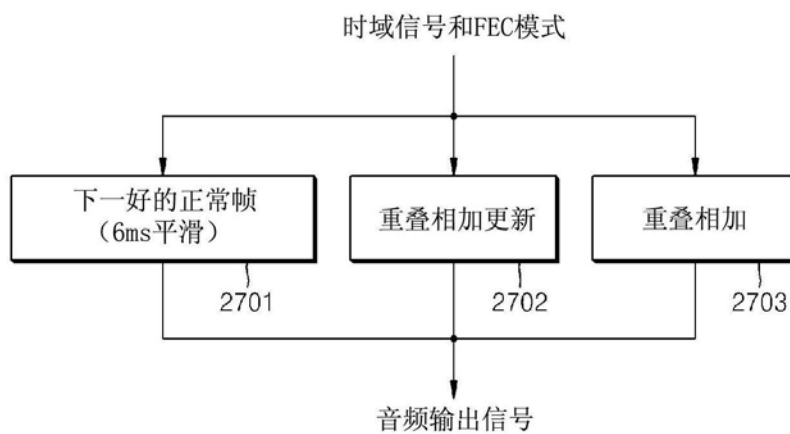 时域信号和FEC模式
下一好的正常帧
（6ms平滑）
重叠相加更新
重叠相加
2701
2702
2703
音频输出信号